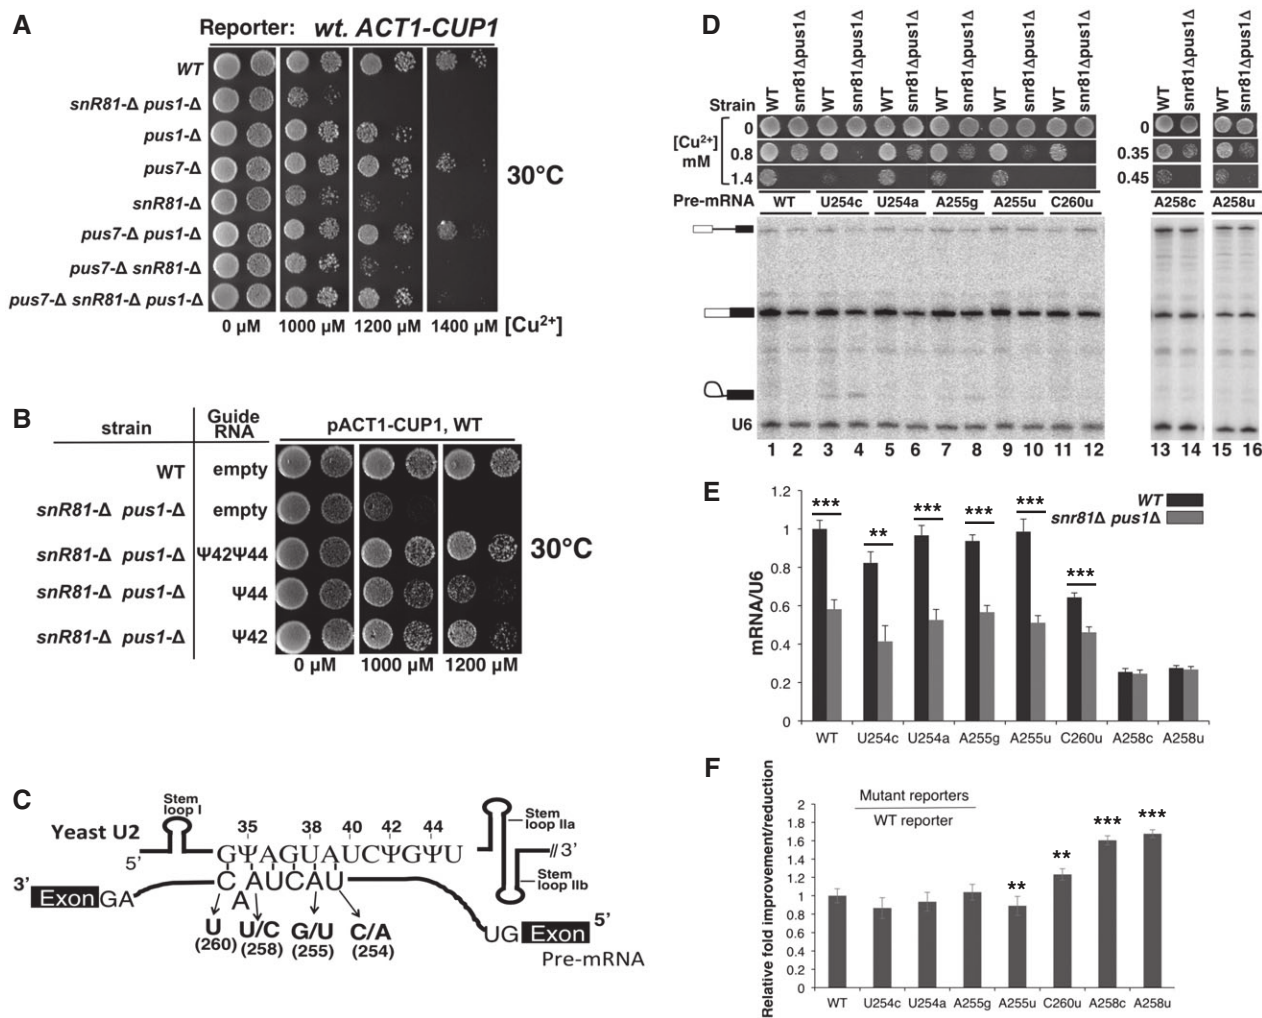 A
Reporter: wt. ACT1-CUP1
WT
snR81-Δ pus1-Δ
pus1-Δ
pus7-Δ
snR81-Δ
pus7-Δ pus1-Δ
pus7-Δ snR81-Δ
pus7-Δ snR81-Δ pus1-Δ
30°C
0 μM 1000 μM 1200 μM 1400 μM [Cu²⁺]
B
strain Guide RNA pACT1-CUP1, WT
WT empty
snR81-Δ pus1-Δ empty
snR81-Δ pus1-Δ Ψ42Ψ44
snR81-Δ pus1-Δ Ψ44
snR81-Δ pus1-Δ Ψ42
30°C
0 μM 1000 μM 1200 μM
C
Stem loop I
Yeast U2
35 38 40 42 44
5' GΨAGUAUCΨGΨU // 3'
Stem loop IIa
Stem loop IIb
3' Exon GA CAUCAU
A
U U/C G/U C/A
(260) (258) (255) (254)
UG Exon 5'
Pre-mRNA
D
Strain WT snr81Δpus1Δ WT snr81Δpus1Δ WT snr81Δpus1Δ WT snr81Δpus1Δ WT snr81Δpus1Δ WT snr81Δpus1Δ WT snr81Δpus1Δ WT snr81Δpus1Δ
[Cu²⁺] mM
0 0
0.8 0.35
1.4 0.45
Pre-mRNA WT U254c U254a A255g A255u C260u A258c A258u
U6
1 2 3 4 5 6 7 8 9 10 11 12 13 14 15 16
E
WT
snr81Δ pus1Δ
mRNA/U6
1.2
1
0.8
0.6
0.4
0.2
0
*** ** *** *** *** ***
WT U254c U254a A255g A255u C260u A258c A258u
F
Relative fold improvement/reduction
Mutant reporters
WT reporter
2
1.8
1.6
1.4
1.2
1
0.8
0.6
0.4
0.2
0
** ** *** ***
WT U254c U254a A255g A255u C260u A258c A258u